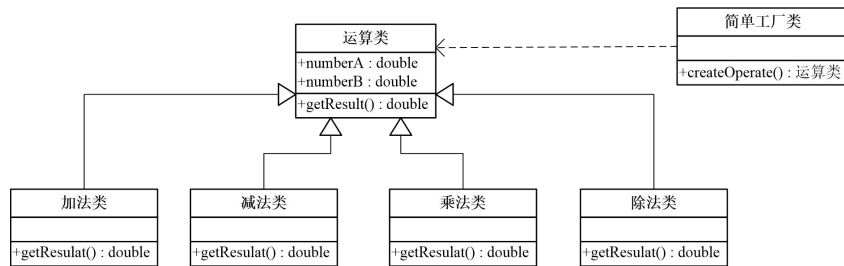 运算类
+numberA : double
+numberB : double
+getResult() : double
简单工厂类
+createOperate() : 运算类
加法类
+getResulat() : double
减法类
+getResulat() : double
乘法类
+getResulat() : double
除法类
+getResulat() : double